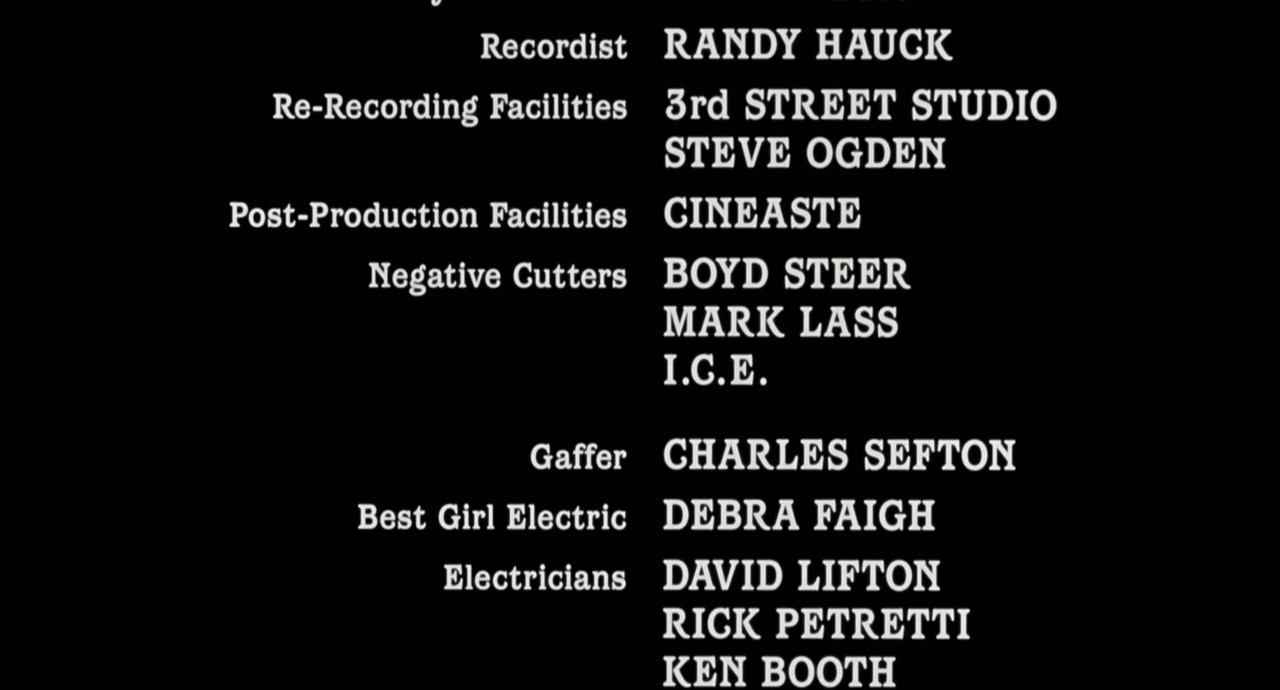 Recordist RANDY HAUCK
Re-Recording Facilities 3rd STREET STUDIO
STEVE OGDEN
Post-Production Facilities CINEASTE
Negative Cutters BOYD STEER
MARK LASS
I.C.E.
Gaffer CHARLES SEFTON
Best Girl Electric DEBRA FAIGH
Electricians DAVID LIFTON
RICK PETRETTI
KEN BOOTH